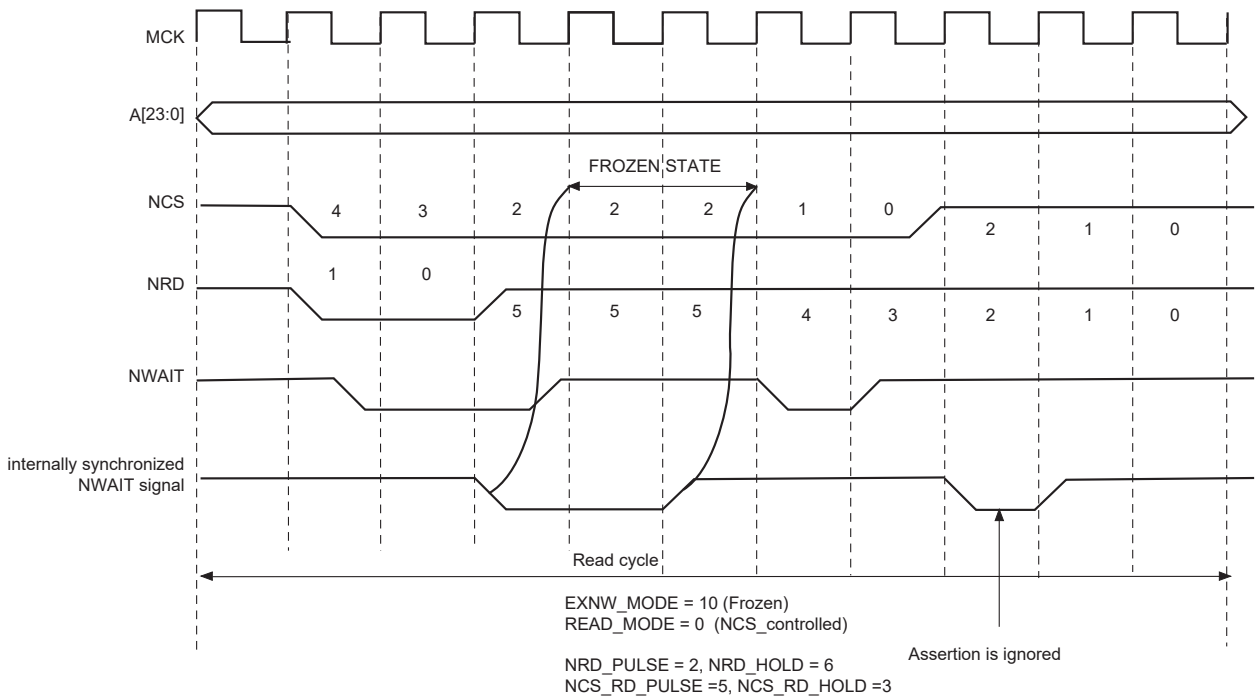 MCK
A[23:0]
FROZEN STATE
NCS
4 3 2 2 2 1 0
2 1 0
1 0
NRD
5 5 5 4 3 2 1 0
NWAIT
internally synchronized
NWAIT signal
Read cycle
EXNW_MODE = 10 (Frozen)
READ_MODE = 0 (NCS_controlled)
Assertion is ignored
NRD_PULSE = 2, NRD_HOLD = 6
NCS_RD_PULSE =5, NCS_RD_HOLD =3